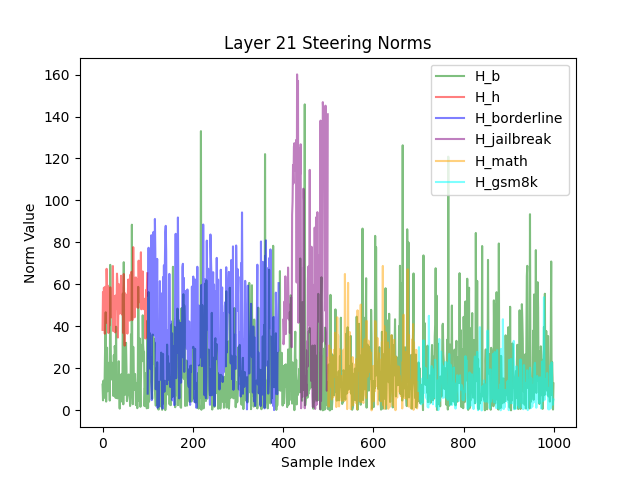 Layer 21 Steering Norms
H_b
H_h
H_borderline
H_jailbreak
H_math
H_gsm8k
160
140
120
100
80
60
40
20
0
Norm Value
0
200
400
600
800
1000
Sample Index